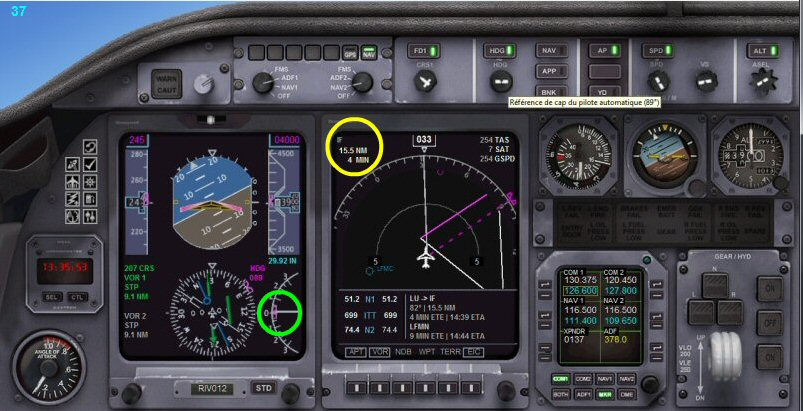 37
GPS NAV
FD1 HDG NAV AP SPD ALT
WARN
CAUT
FMS
ADF1
NAV1
OFF
FMS
ADF2
NAV2
OFF
CRS1 HDG APP SPD VS ASEL
BNK YD
Référence de cap du pilote automatique (89°)
245 04000
4500
280
260
220
3500
29.92 IN
207 CRS
VOR 1
STP
9.1 NM
VOR 2
STP
9.1 NM
HDG
089
RIV012 STD
13:35:53
SEL CTL
ANGLE OF
ATTACK
IF
15.5 NM
4 MIN
033
254 TAS
7 SAT
254 GSPD
5 5
LFMC
51.2 N1 51.2
699 ITT 699
74.4 N2 74.4
LU -> IF
82° | 15.5 NM
4 MIN ETE | 14:39 ETA
LFMN
9 MIN ETE | 14:44 ETA
APT VOR NDB WPT TERR EIC
COM 1 COM 2
130.375 120.450
126.600 127.800
NAV 1 NAV 2
116.500 116.500
111.400 109.650
XPNDR ADF
0137 378.0
COM1 COM2 NAV1 NAV2
BOTH ADF1 MKR DME
GEAR / HYD
N
L R
UP
VLO
200
VLE
250
DN
ON
OFF
ON